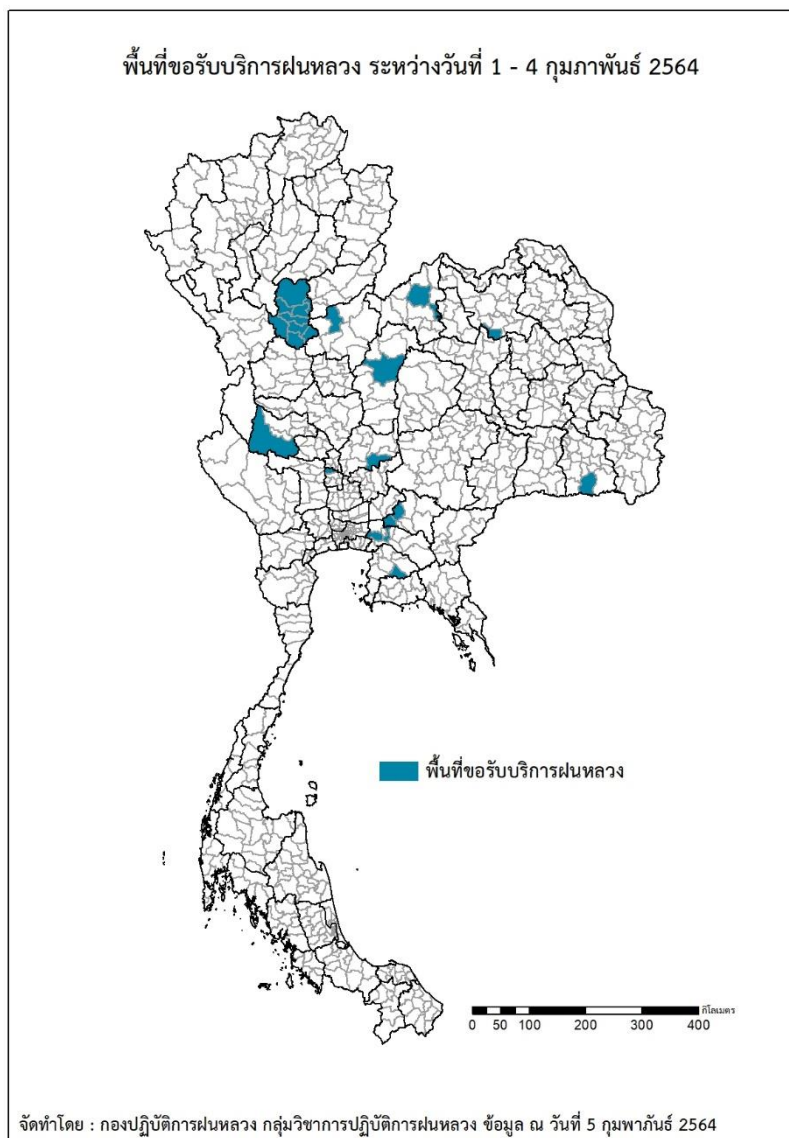 พื้นที่ขอรับบริการฝนหลวง ระหว่างวันที่ 1 - 4 กุมภาพันธ์ 2564
พื้นที่ขอรับบริการฝนหลวง
กิโลเมตร
0 50 100 200 300 400
จัดทำโดย : กองปฏิบัติการฝนหลวง กลุ่มวิชาการปฏิบัติการฝนหลวง ข้อมูล ณ วันที่ 5 กุมพาภันธ์ 2564